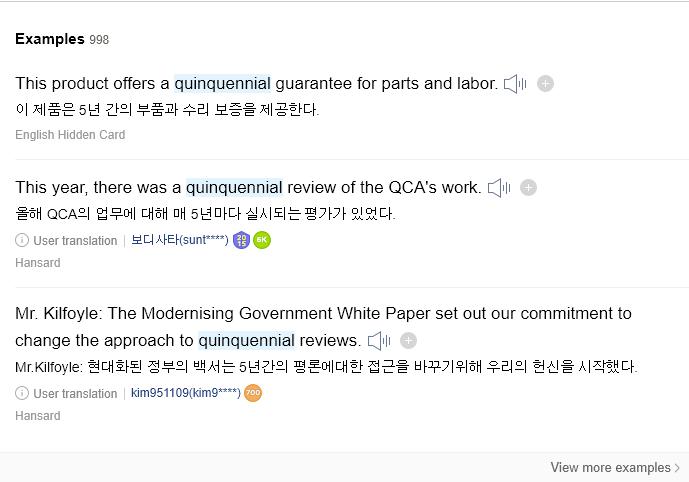 Examples 998
This product offers a quinquennial guarantee for parts and labor.
이 제품은 5년 간의 부품과 수리 보증을 제공한다.
English Hidden Card
This year, there was a quinquennial review of the QCA's work.
올해 QCA의 업무에 대해 매 5년마다 실시되는 평가가 있었다.
User translation | 보디사타(sunt****) 2015 6K
Hansard
Mr. Kilfoyle: The Modernising Government White Paper set out our commitment to
change the approach to quinquennial reviews.
Mr.Kilfoyle: 현대화된 정부의 백서는 5년간의 평론에대한 접근을 바꾸기위해 우리의 헌신을 시작했다.
User translation | kim951109(kim9****) 700
Hansard
View more examples >